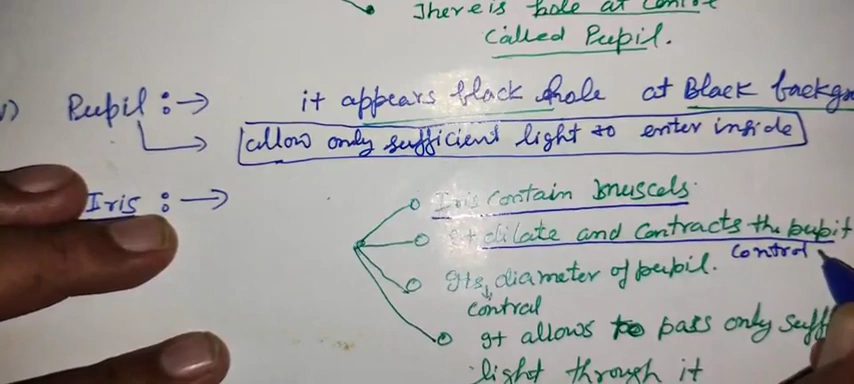 There is hole at
Called Pupil.
Pupil :→ it appears black hole at Black
allow only sufficient light to enter inside
Iris :→
Iris contain muscels.
It dilate and contracts the pupil
control
Its diameter of pupil.
control
It allows to pass only
light through it